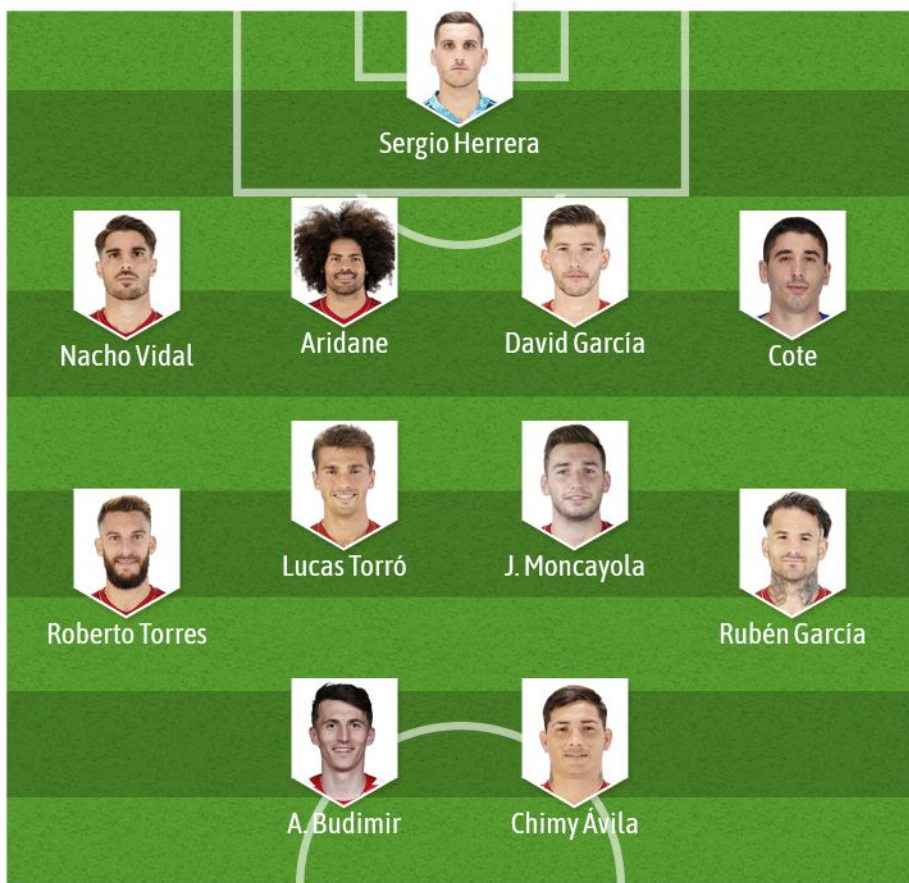 Sergio Herrera
Nacho Vidal
Aridane
David García
Cote
Lucas Torró
J. Moncayola
Roberto Torres
Rubén García
A. Budimir
Chimy Ávila